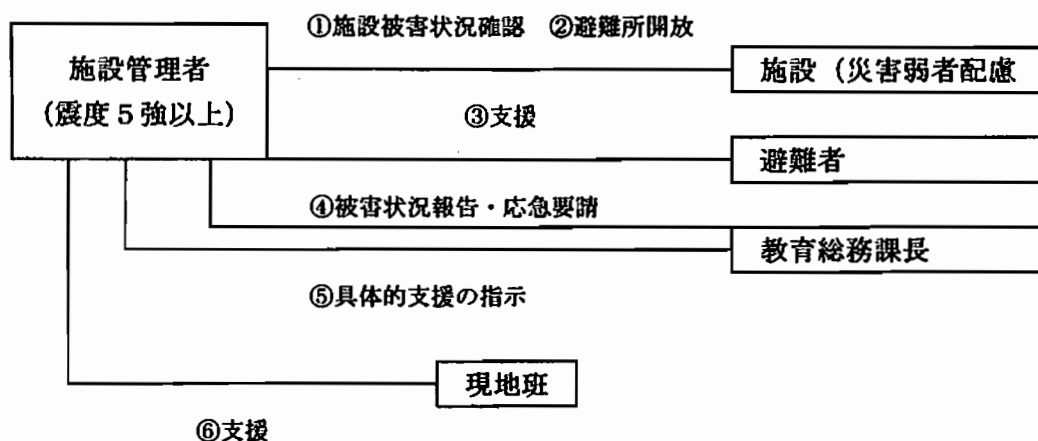 ①施設被害状況確認　②避難所開放
施設管理者
(震度5強以上)
施設（災害弱者配慮
③支援
避難者
④被害状況報告・応急要請
教育総務課長
⑤具体的支援の指示
現地班
⑥支援